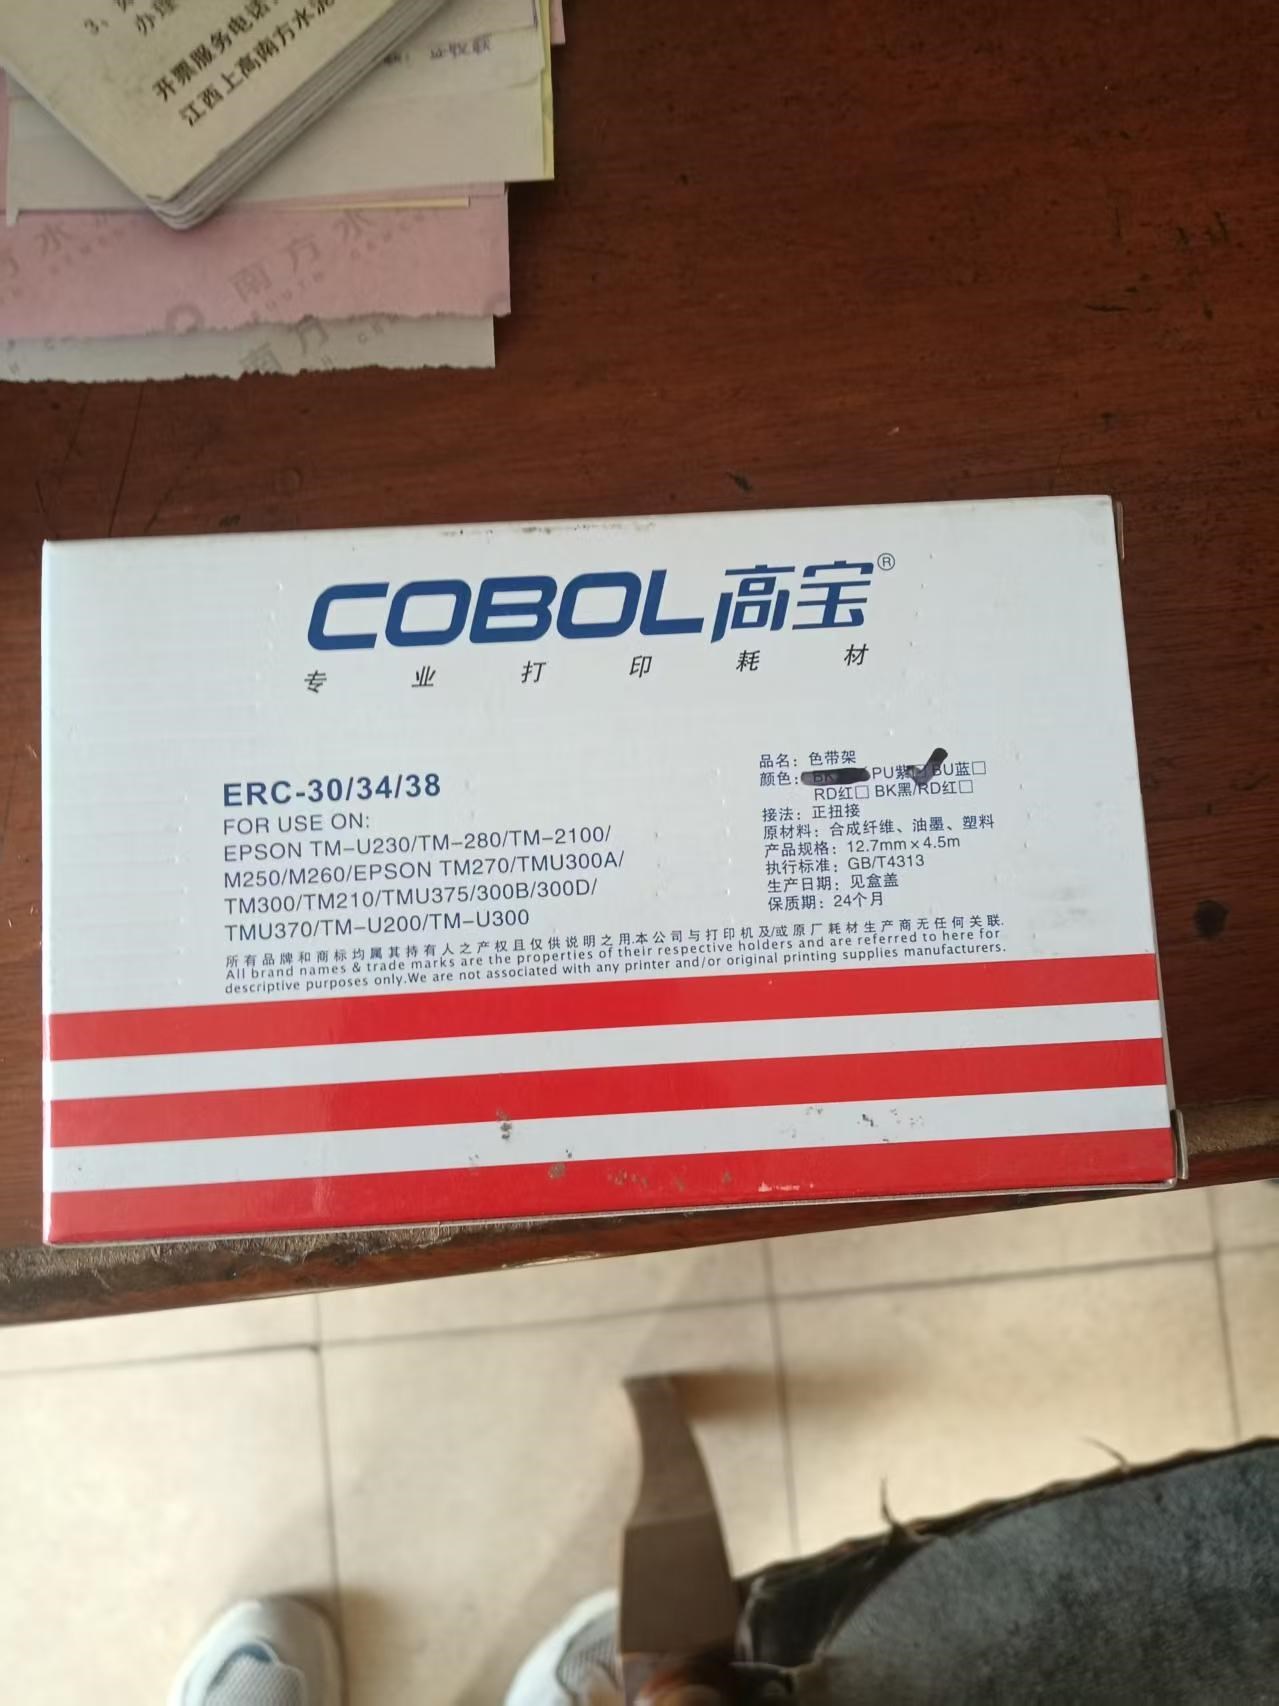 3、
办理
开票服务电话
江西上高南方水泥
南方水
南方
COBOL高宝®
专业打印耗材
ERC-30/34/38
FOR USE ON:
EPSON TM-U230/TM-280/TM-2100/
M250/M260/EPSON TM270/TMU300A/
TM300/TM210/TMU375/300B/300D/
TMU370/TM-U200/TM-U300
品名：色带架
颜色：BK PU紫□ BU蓝□
RD红□ BK黑/RD红□
接法：正扭接
原材料：合成纤维、油墨、塑料
产品规格：12.7mm×4.5m
执行标准：GB/T4313
生产日期：见盒盖
保质期：24个月
所有品牌和商标均属其持有人之产权且仅供说明之用.本公司与打印机及/或原厂耗材生产商无任何关联.
All brand names & trade marks are the properties of their respective holders and are referred to here for
descriptive purposes only.We are not associated with any printer and/or original printing supplies manufacturers.